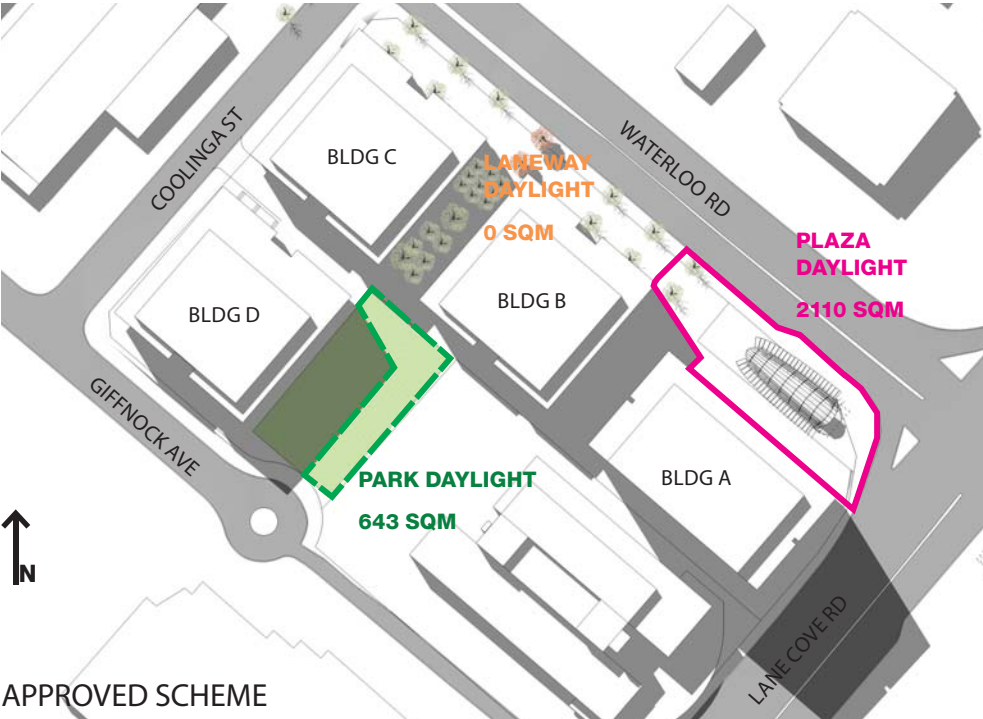 COOLINGA ST
WATERLOO RD
BLDG C
LANEWAY
DAYLIGHT
0 SQM
PLAZA
DAYLIGHT
2110 SQM
BLDG D
BLDG B
GIFFNOCK AVE
BLDG A
PARK DAYLIGHT
643 SQM
N
LANE COVE RD
APPROVED SCHEME